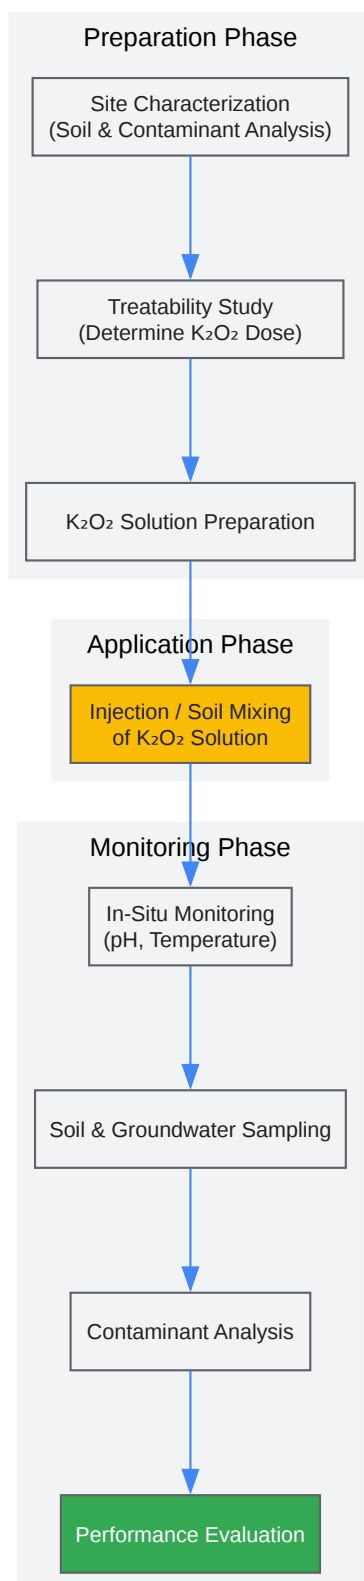 Preparation Phase
Site Characterization
(Soil & Contaminant Analysis)
Treatability Study
(Determine K₂O₂ Dose)
K₂O₂ Solution Preparation
Application Phase
Injection / Soil Mixing
of K₂O₂ Solution
Monitoring Phase
In-Situ Monitoring
(pH, Temperature)
Soil & Groundwater Sampling
Contaminant Analysis
Performance Evaluation